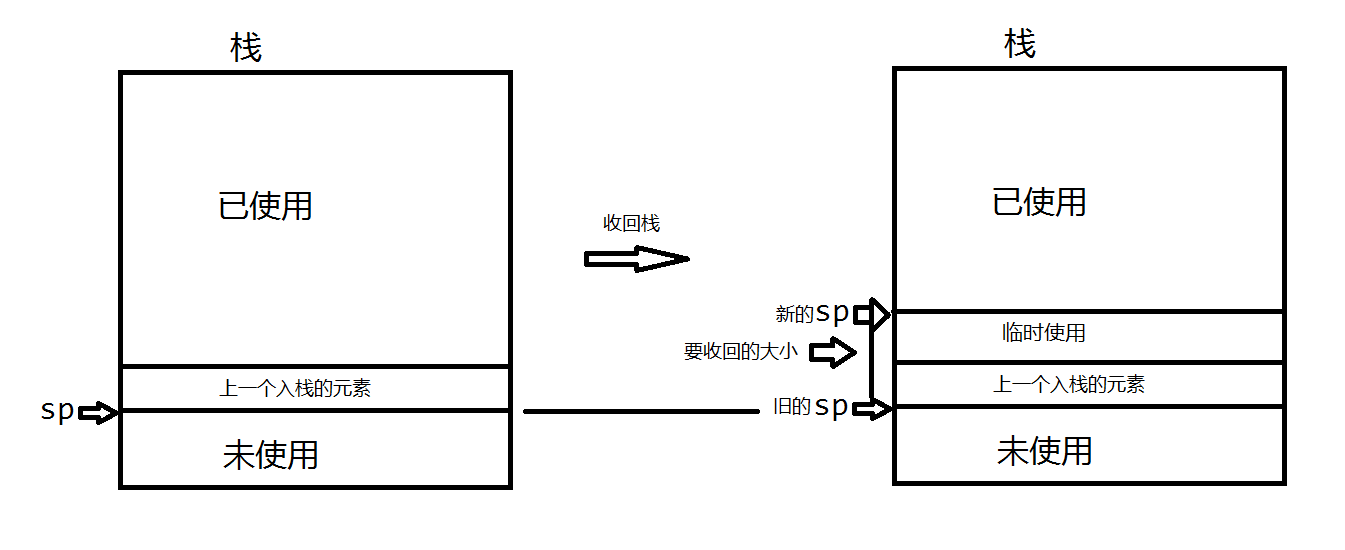 栈
已使用
上一个入栈的元素
sp
未使用
收回栈
栈
已使用
新的sp
临时使用
要收回的大小
上一个入栈的元素
旧的sp
未使用